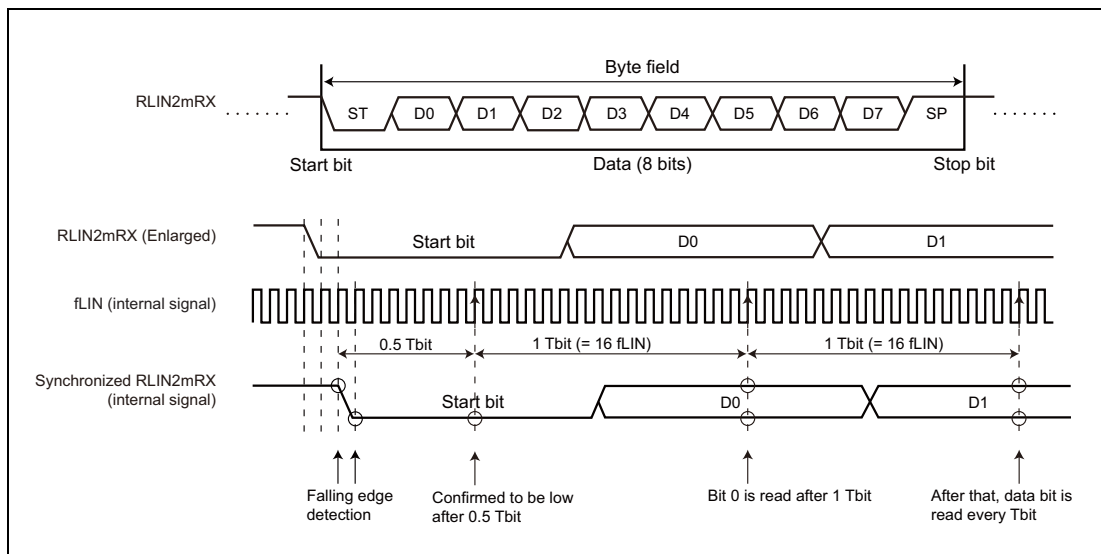 Byte field
RLIN2mRX
ST D0 D1 D2 D3 D4 D5 D6 D7 SP
Start bit Data (8 bits) Stop bit
RLIN2mRX (Enlarged)
Start bit D0 D1
fLIN (internal signal)
0.5 Tbit 1 Tbit (= 16 fLIN) 1 Tbit (= 16 fLIN)
Synchronized RLIN2mRX
(internal signal)
Start bit D0 D1
Falling edge
detection
Confirmed to be low
after 0.5 Tbit
Bit 0 is read after 1 Tbit
After that, data bit is
read every Tbit